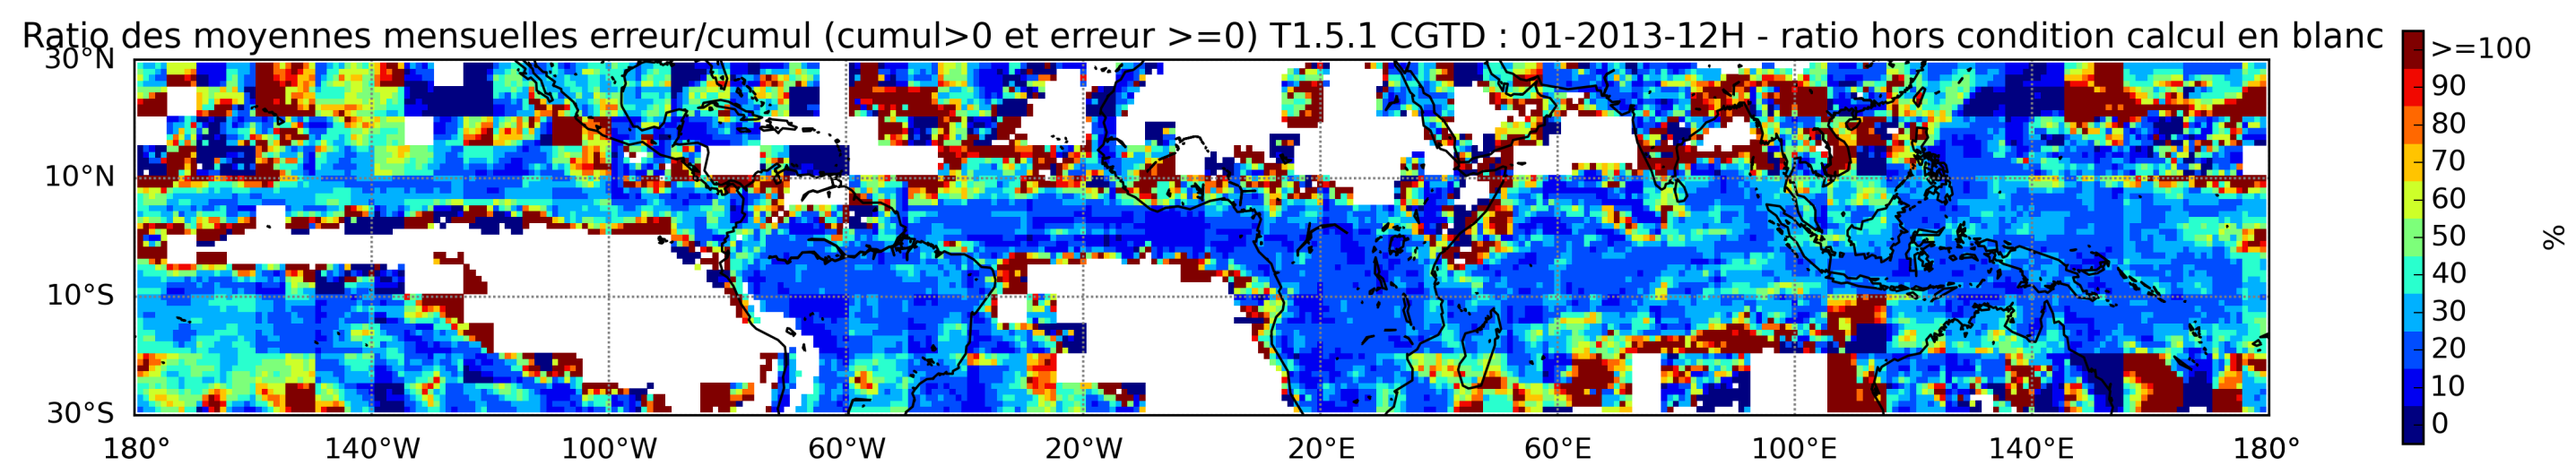 Ratio des moyennes mensuelles erreur/cumul (cumul>0 et erreur >=0) T1.5.1 CGTD : 01-2013-12H - ratio hors condition calcul en blanc
30°N
10°N
10°S
30°S
180°
140°W
100°W
60°W
20°W
20°E
60°E
100°E
140°E
180°
>=100
90
80
70
60
50
40
30
20
10
0
%